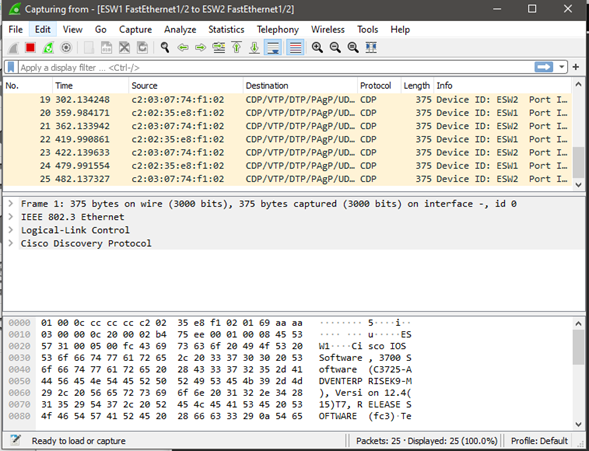 Capturing from - [ESW1 FastEthernet1/2 to ESW2 FastEthernet1/2]
File Edit View Go Capture Analyze Statistics Telephony Wireless Tools Help
Apply a display filter ... <Ctrl-/>
No. Time Source Destination Protocol Length Info
19 302.134248 c2:03:07:74:f1:02 CDP/VTP/DTP/PAgP/UD… CDP 375 Device ID: ESW2 Port I…
20 359.984171 c2:02:35:e8:f1:02 CDP/VTP/DTP/PAgP/UD… CDP 375 Device ID: ESW1 Port I…
21 362.133942 c2:03:07:74:f1:02 CDP/VTP/DTP/PAgP/UD… CDP 375 Device ID: ESW2 Port I…
22 419.990861 c2:02:35:e8:f1:02 CDP/VTP/DTP/PAgP/UD… CDP 375 Device ID: ESW1 Port I…
23 422.139633 c2:03:07:74:f1:02 CDP/VTP/DTP/PAgP/UD… CDP 375 Device ID: ESW2 Port I…
24 479.991554 c2:02:35:e8:f1:02 CDP/VTP/DTP/PAgP/UD… CDP 375 Device ID: ESW1 Port I…
25 482.137327 c2:03:07:74:f1:02 CDP/VTP/DTP/PAgP/UD… CDP 375 Device ID: ESW2 Port I…
Frame 1: 375 bytes on wire (3000 bits), 375 bytes captured (3000 bits) on interface -, id 0
IEEE 802.3 Ethernet
Logical-Link Control
Cisco Discovery Protocol
0000 01 00 0c cc cc cc c2 02 35 e8 f1 02 01 69 aa aa ········ 5····i··
0010 03 00 00 0c 20 00 02 b4 75 ee 00 01 00 08 45 53 ···· ··· u·····ES
0020 57 31 00 05 00 fc 43 69 73 63 6f 20 49 4f 53 20 W1····Ci sco IOS
0030 53 6f 66 74 77 61 72 65 2c 20 33 37 30 30 20 53 Software , 3700 S
0040 6f 66 74 77 61 72 65 20 28 43 33 37 32 35 2d 41 oftware (C3725-A
0050 44 56 45 4e 54 45 52 50 52 49 53 45 4b 39 2d 4d DVENTERP RISEK9-M
0060 29 2c 20 56 65 72 73 69 6f 6e 20 31 32 2e 34 28 ), Versi on 12.4(
0070 31 35 29 54 37 2c 20 52 45 4c 45 41 53 45 20 53 15)T7, R ELEASE S
0080 4f 46 54 57 41 52 45 20 28 66 63 33 29 0a 54 65 OFTWARE (fc3)·Te
Ready to load or capture Packets: 25 · Displayed: 25 (100.0%) Profile: Default